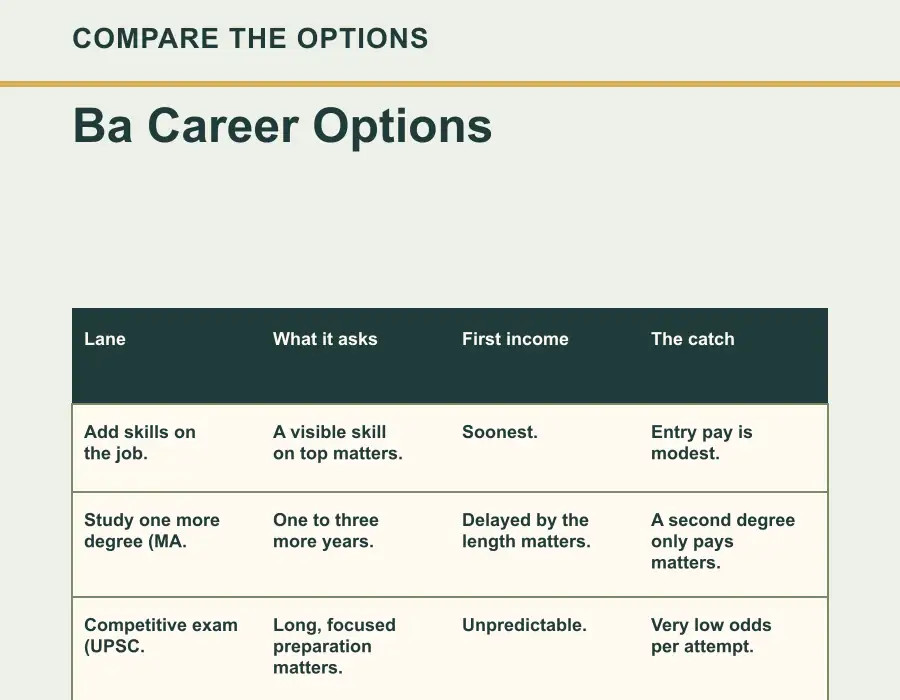 COMPARE THE OPTIONS
Ba Career Options
Lane
What it asks
First income
The catch
Add skills on
the job.
A visible skill
on top matters.
Soonest.
Entry pay is
modest.
Study one more
degree (MA.
One to three
more years.
Delayed by the
length matters.
A second degree
only pays
matters.
Competitive exam
(UPSC.
Long, focused
preparation
matters.
Unpredictable.
Very low odds
per attempt.